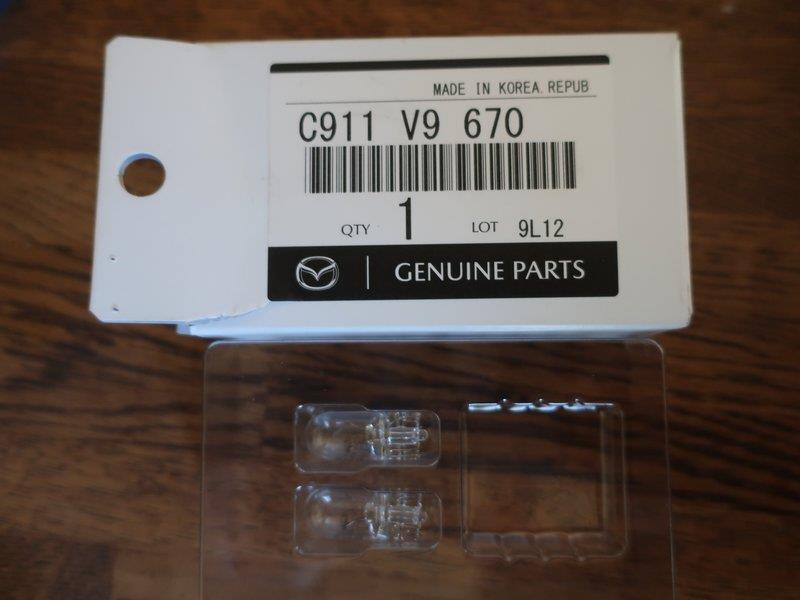 MADE IN KOREA. REPUB
C911 V9 670
QTY 1 LOT 9L12
GENUINE PARTS